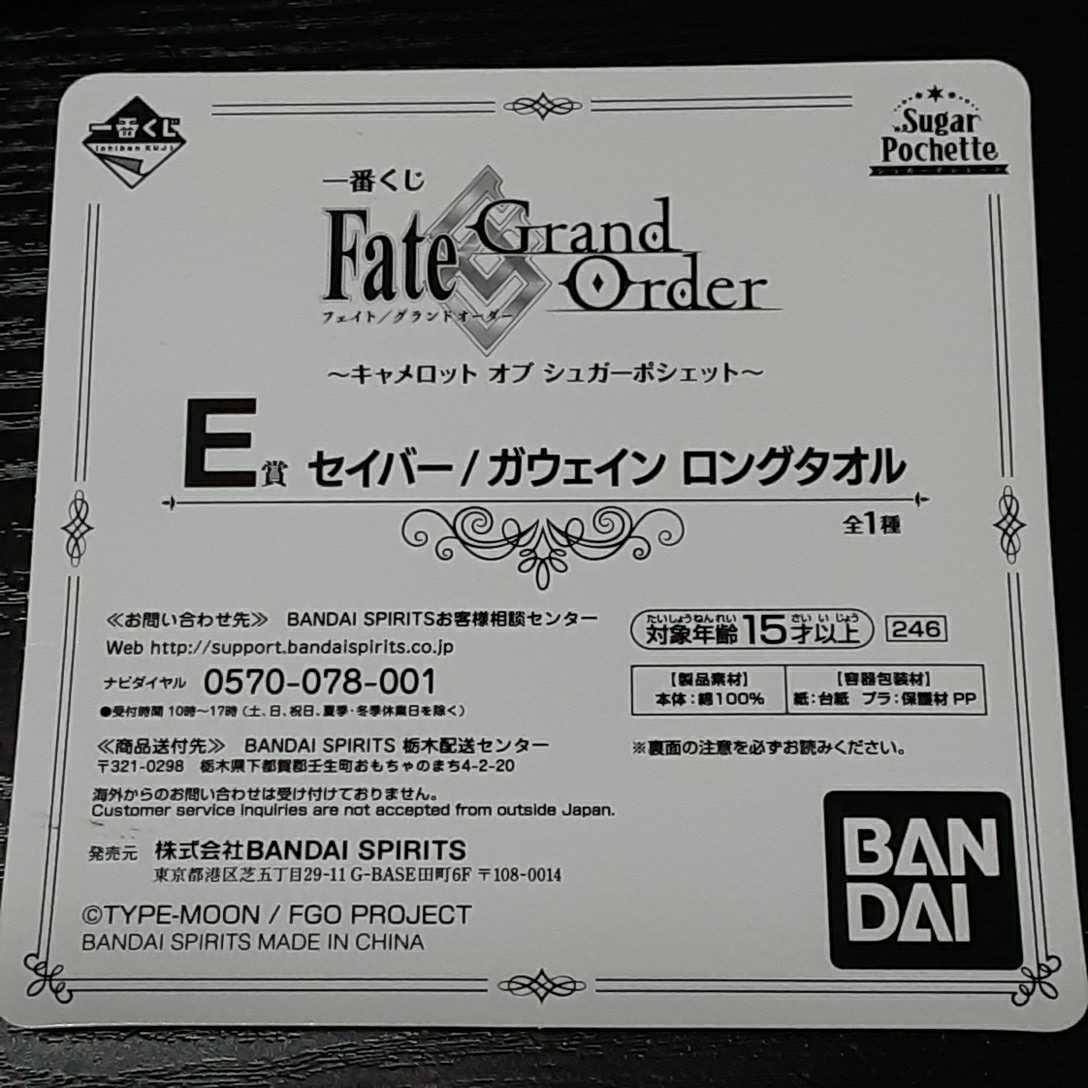 一番くじ
Ichiban KUJI
Sugar
Pochette
シュガーポシェット
一番くじ
Fate Grand
Order
フェイト/グランドオーダー
～キャメロット オブ シュガーポシェット～
E賞 セイバー/ガウェイン ロングタオル
全1種
≪お問い合わせ先≫ BANDAI SPIRITSお客様相談センター
Web http://support.bandaispirits.co.jp
ナビダイヤル 0570-078-001
●受付時間 10時～17時(土、日、祝日、夏季・冬季休業日を除く)
≪商品送付先≫ BANDAI SPIRITS 栃木配送センター
〒321-0298 栃木県下都賀郡壬生町おもちゃのまち4-2-20
海外からのお問い合わせは受け付けておりません。
Customer service inquiries are not accepted from outside Japan.
発売元 株式会社BANDAI SPIRITS
東京都港区芝五丁目29-11 G-BASE田町6F 〒108-0014
©TYPE-MOON / FGO PROJECT
BANDAI SPIRITS MADE IN CHINA
たいしょうねんれい さい いじょう
対象年齢15才以上 246
【製品素材】 【容器包装材】
本体:綿100% 紙:台紙 プラ:保護材 PP
※裏面の注意を必ずお読みください。
BAN
DAI